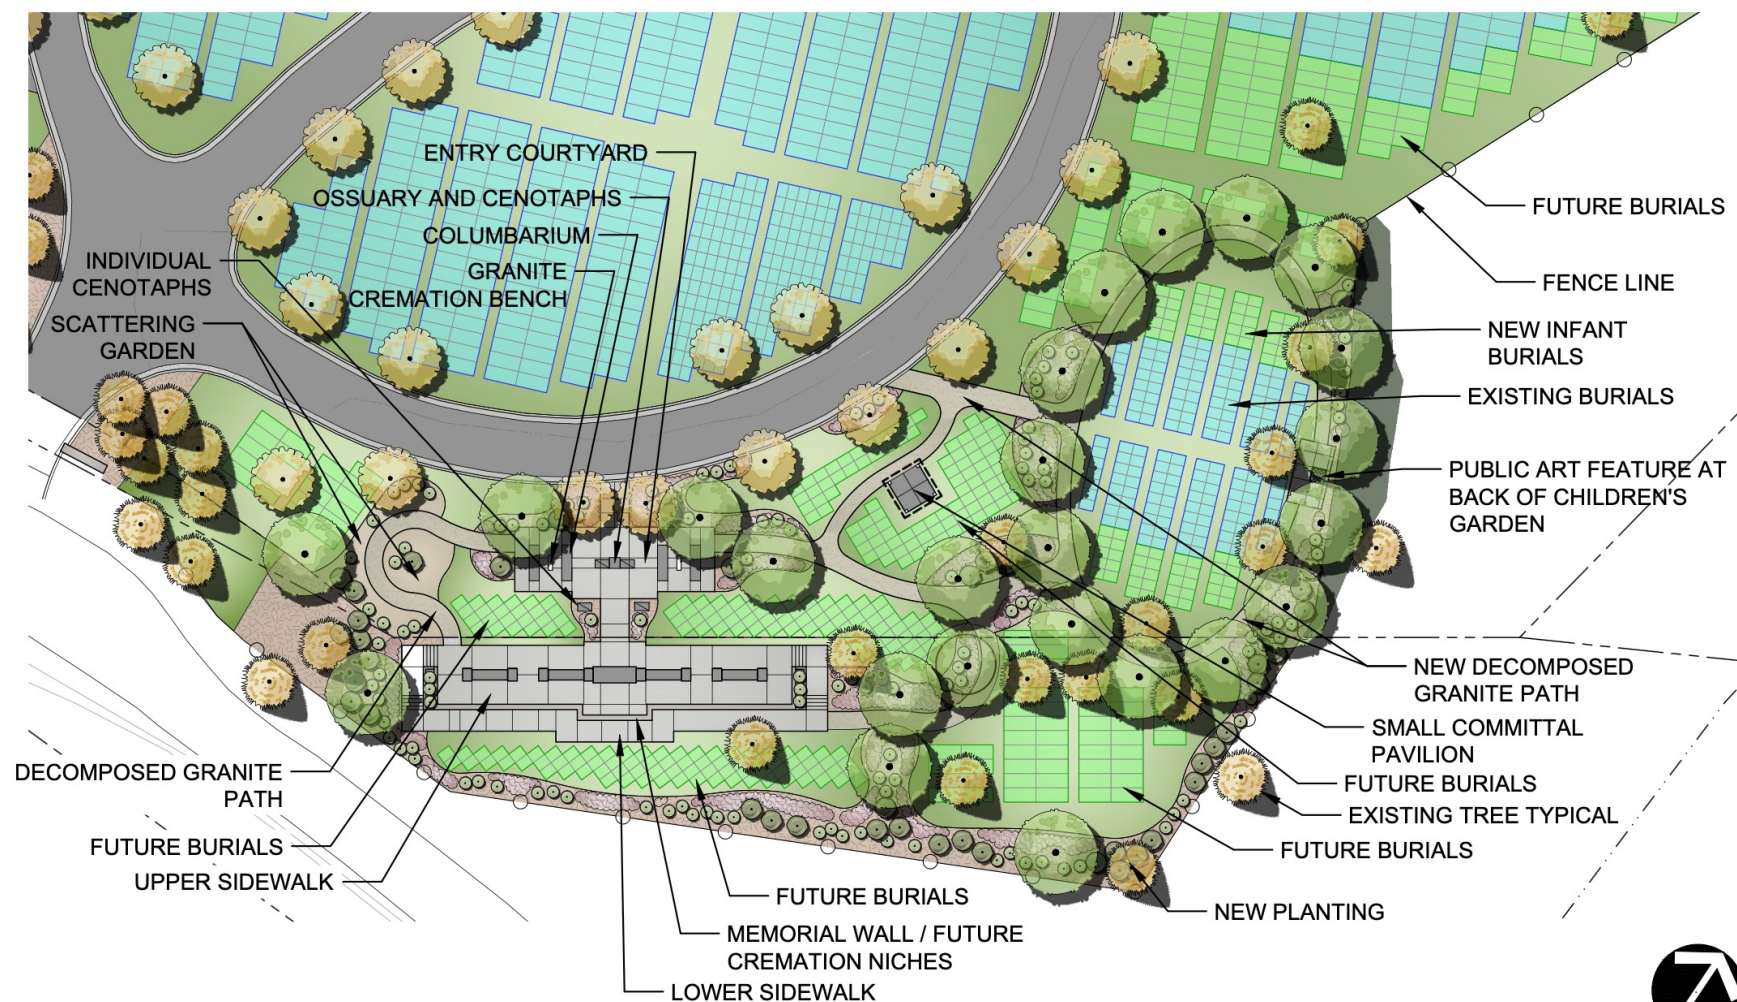 ENTRY COURTYARD
OSSUARY AND CENOTAPHS
COLUMBARIUM
GRANITE
CREMATION BENCH
INDIVIDUAL
CENOTAPHS
SCATTERING
GARDEN
FUTURE BURIALS
FENCE LINE
NEW INFANT
BURIALS
EXISTING BURIALS
PUBLIC ART FEATURE AT
BACK OF CHILDREN'S
GARDEN
NEW DECOMPOSED
GRANITE PATH
SMALL COMMITTAL
PAVILION
FUTURE BURIALS
EXISTING TREE TYPICAL
FUTURE BURIALS
NEW PLANTING
DECOMPOSED GRANITE
PATH
FUTURE BURIALS
UPPER SIDEWALK
FUTURE BURIALS
MEMORIAL WALL / FUTURE
CREMATION NICHES
LOWER SIDEWALK